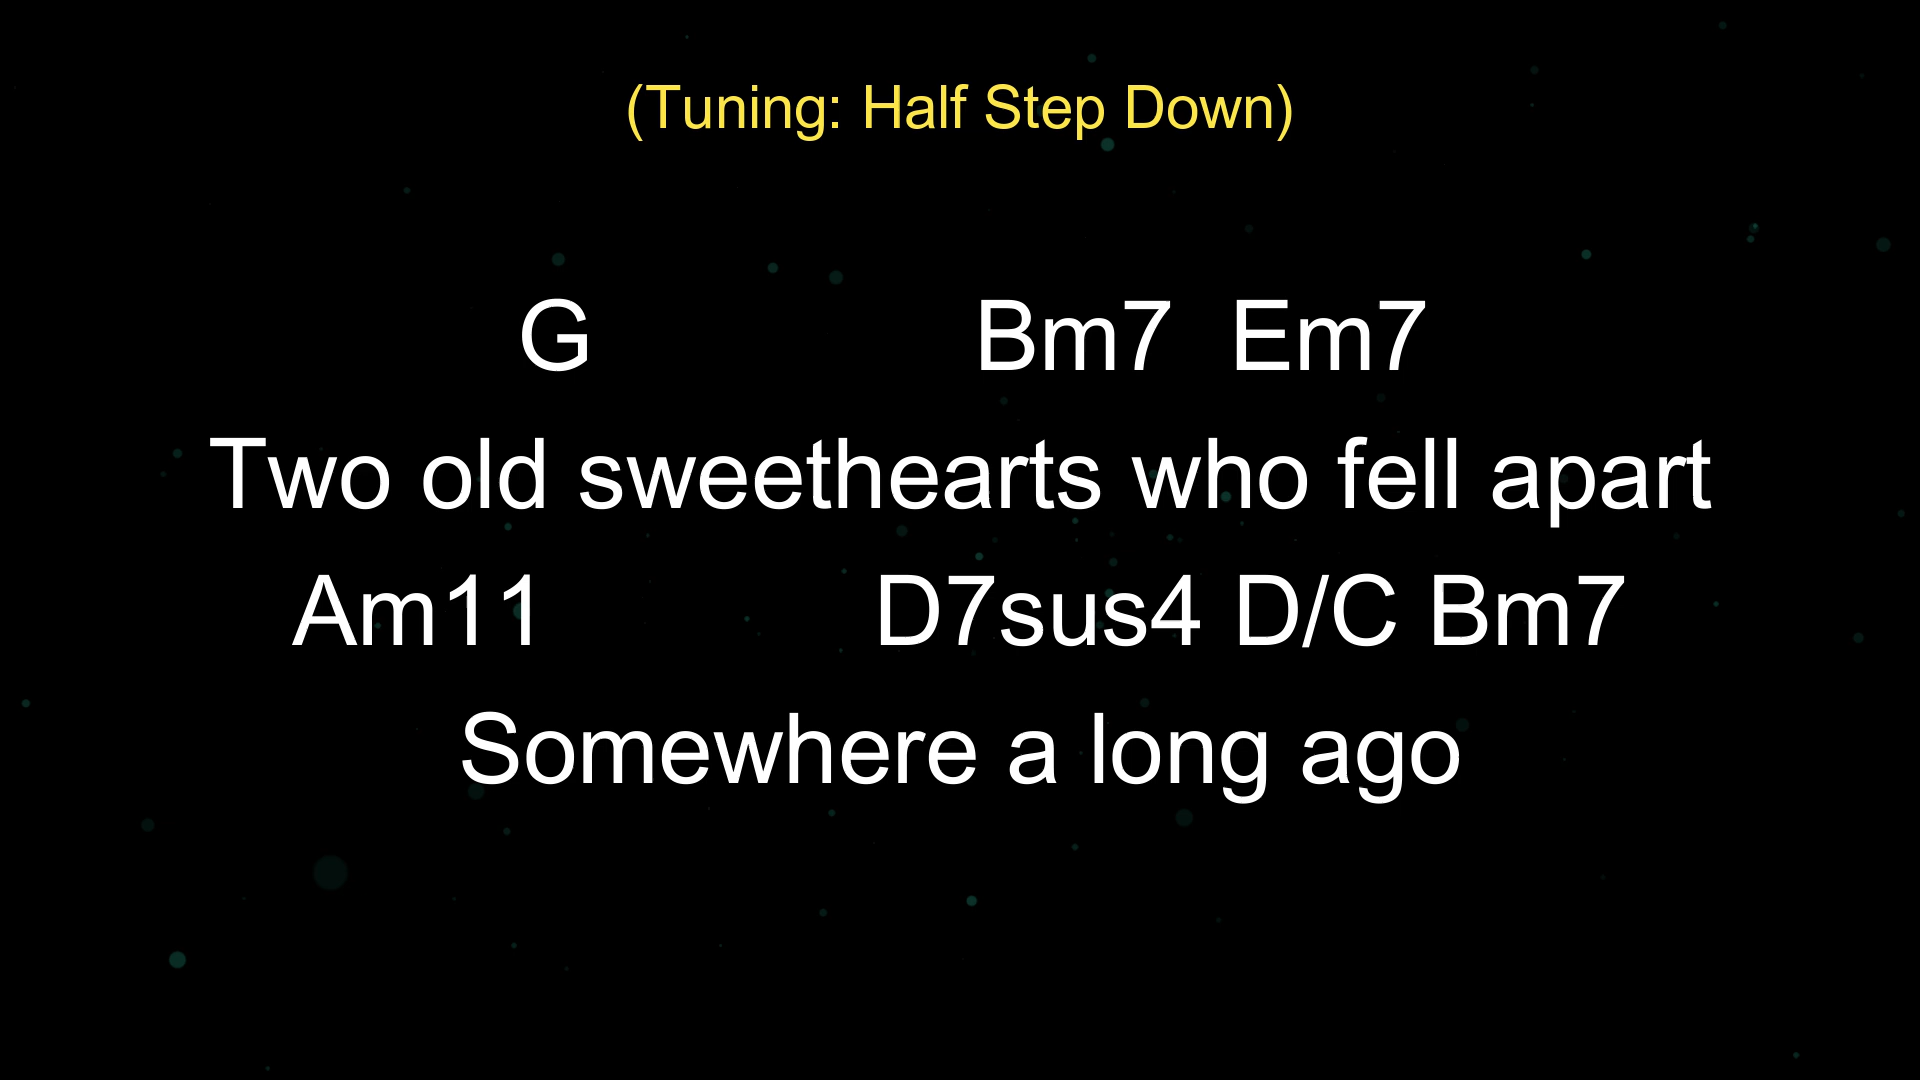 (Tuning: Half Step Down)
G Bm7 Em7
Two old sweethearts who fell apart
Am11 D7sus4 D/C Bm7
Somewhere a long ago